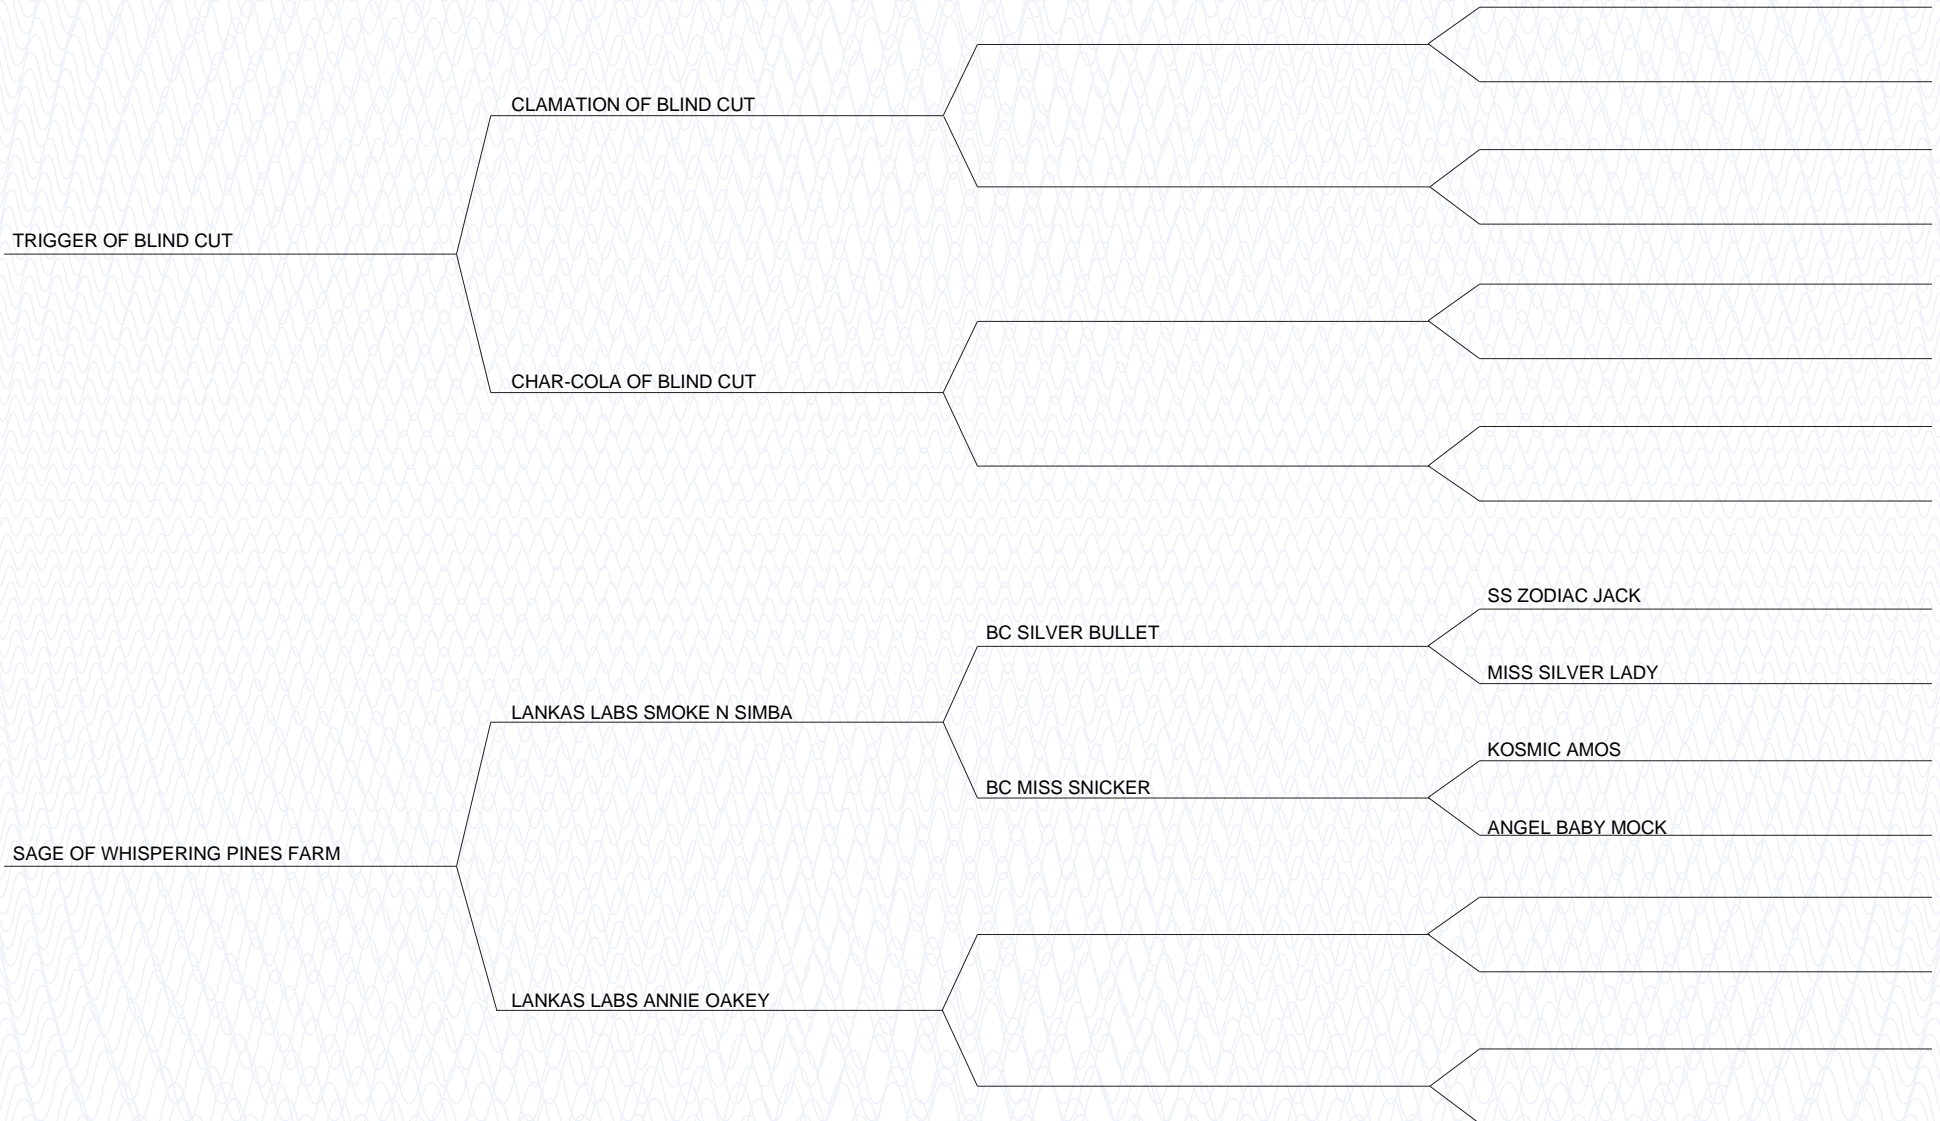 CLAMATION OF BLIND CUT
TRIGGER OF BLIND CUT
CHAR-COLA OF BLIND CUT
SS ZODIAC JACK
BC SILVER BULLET
MISS SILVER LADY
LANKAS LABS SMOKE N SIMBA
KOSMIC AMOS
BC MISS SNICKER
ANGEL BABY MOCK
SAGE OF WHISPERING PINES FARM
LANKAS LABS ANNIE OAKEY